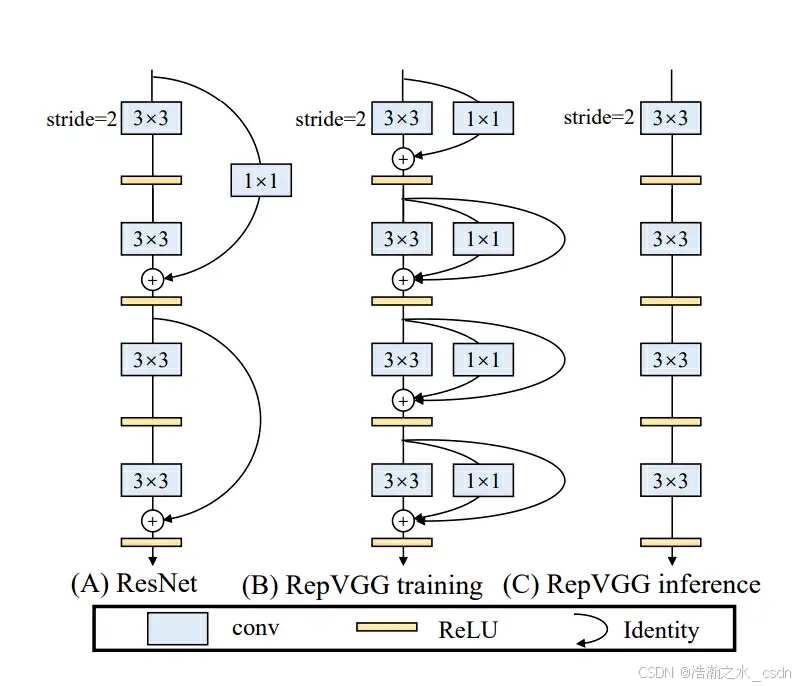 stride=2 3×3 stride=2 3×3 1×1 stride=2 3×3
1×1
3×3 3×3 1×1 3×3
3×3 3×3 1×1 3×3
3×3 3×3 1×1 3×3
(A) ResNet (B) RepVGG training (C) RepVGG inference
conv ReLU Identity
CSDN @浩瀚之水_csdn